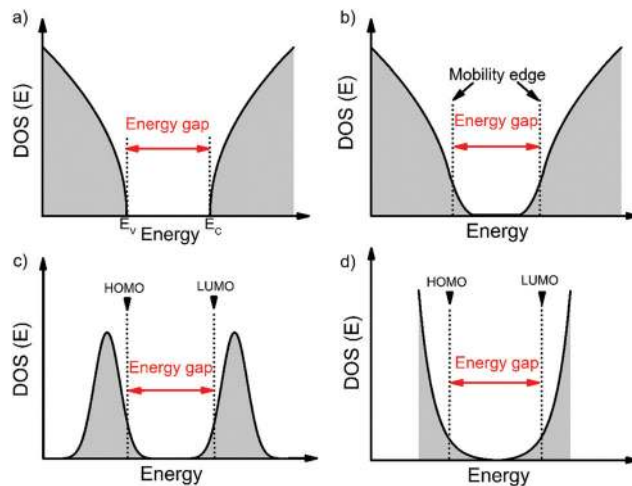 a)
DOS (E)
Energy gap
E_v
E_c
Energy
b)
DOS (E)
Mobility edge
Energy gap
Energy
c)
DOS (E)
HOMO
LUMO
Energy gap
Energy
d)
DOS (E)
HOMO
LUMO
Energy gap
Energy